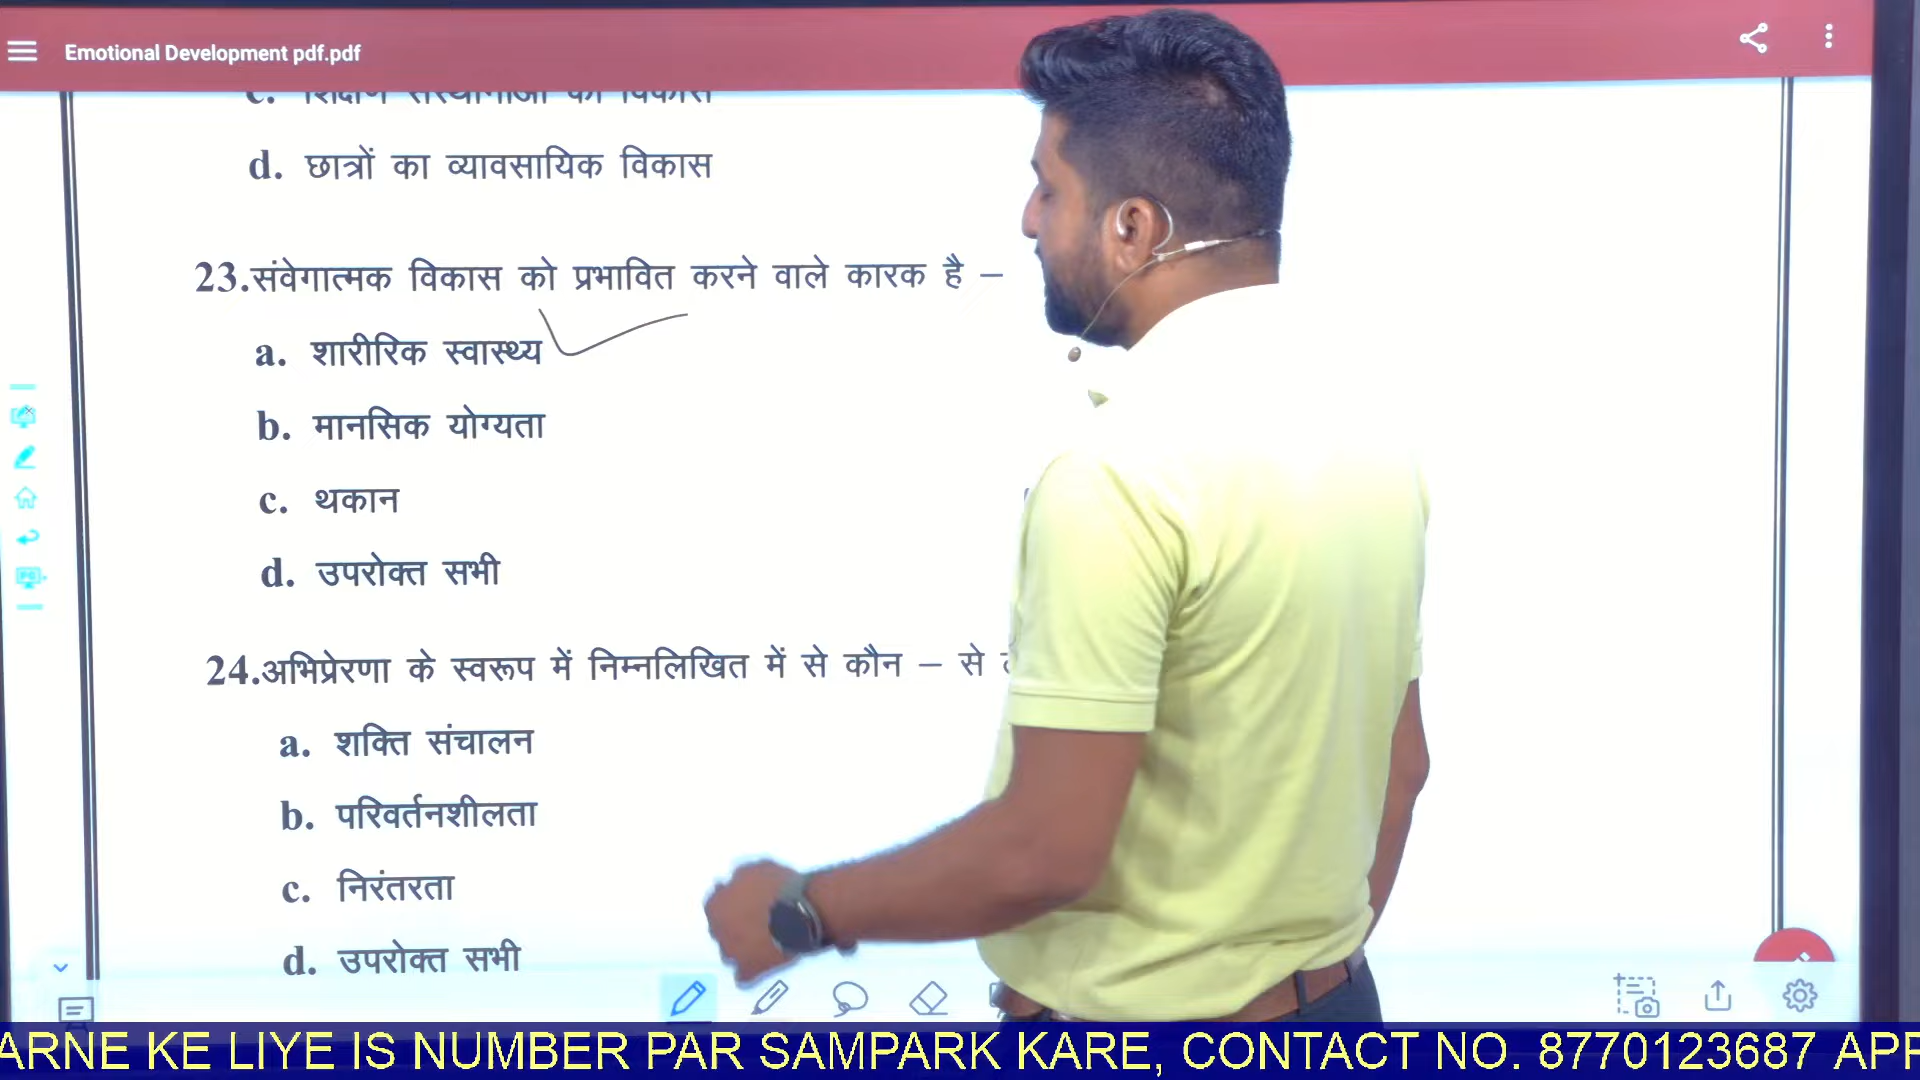 Emotional Development pdf.pdf
c. शिक्षण संस्थानाओं का विकास
d. छात्रों का व्यावसायिक विकास
23.संवेगात्मक विकास को प्रभावित करने वाले कारक है –
a. शारीरिक स्वास्थ्य
b. मानसिक योग्यता
c. थकान
d. उपरोक्त सभी
24.अभिप्रेरणा के स्वरूप में निम्नलिखित में से कौन – से
a. शक्ति संचालन
b. परिवर्तनशीलता
c. निरंतरता
d. उपरोक्त सभी
ARNE KE LIYE IS NUMBER PAR SAMPARK KARE, CONTACT NO. 8770123687 APP